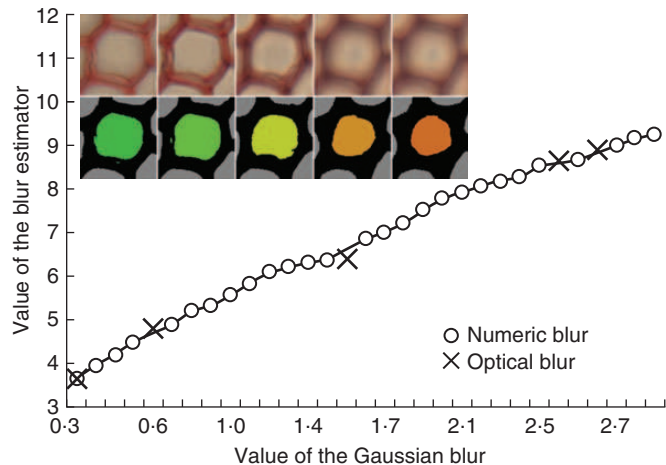 Value of the blur estimator
12
11
10
9
8
7
6
5
4
3
Numeric blur
Optical blur
0·3 0·6 1·0 1·4 1·7 2·1 2·5 2·7
Value of the Gaussian blur